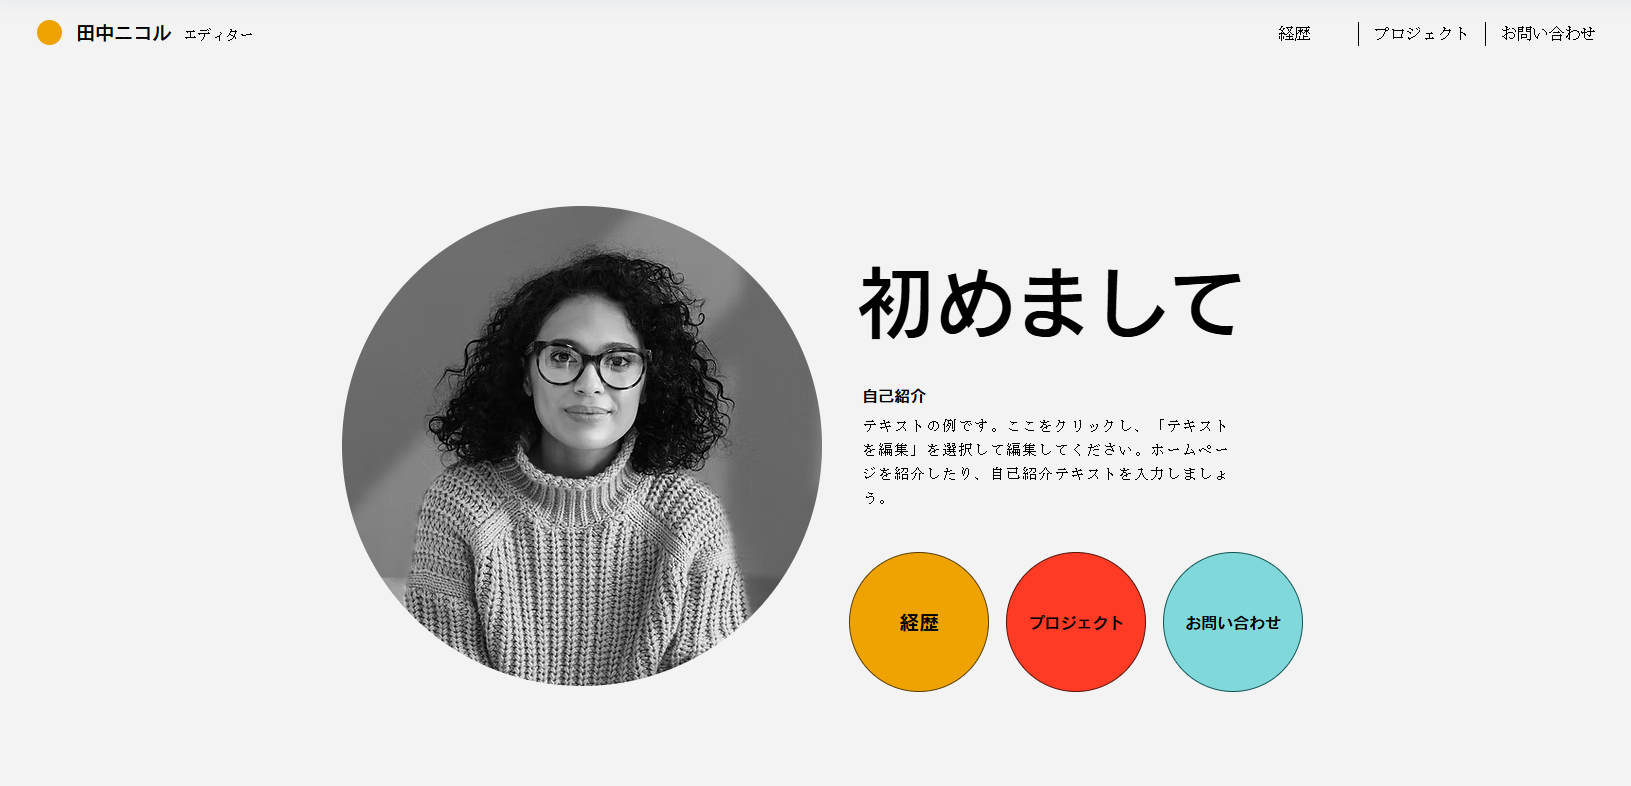 田中ニコル エディター
経歴 プロジェクト お問い合わせ
初めまして
自己紹介
テキストの例です。ここをクリックし、「テキスト
を編集」を選択して編集してください。ホームペー
ジを紹介したり、自己紹介テキストを入力しましょ
う。
経歴
プロジェクト
お問い合わせ